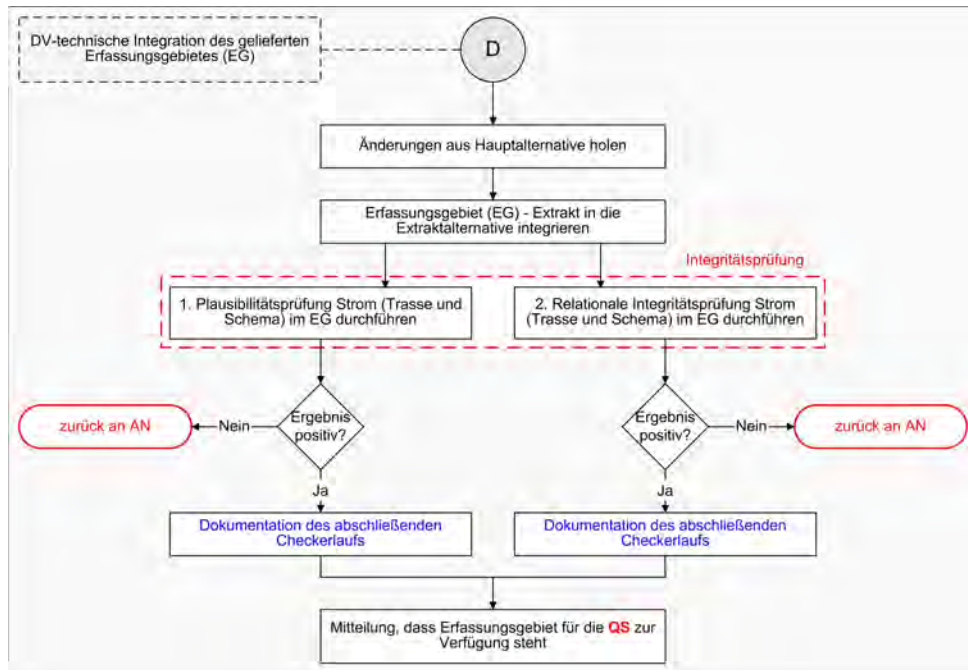 DV-technische Integration des gelieferten
Erfassungsgebietes (EG)
D
Änderungen aus Hauptalternative holen
Erfassungsgebiet (EG) - Extrakt in die
Extraktalternative integrieren
Integritätsprüfung
1. Plausibilitätsprüfung Strom (Trasse und
Schema) im EG durchführen
2. Relationale Integritätsprüfung Strom
(Trasse und Schema) im EG durchführen
zurück an AN
Nein
Ergebnis
positiv?
Ergebnis
positiv?
Nein
zurück an AN
Ja
Ja
Dokumentation des abschließenden
Checkerlaufs
Dokumentation des abschließenden
Checkerlaufs
Mitteilung, dass Erfassungsgebiet für die QS zur
Verfügung steht